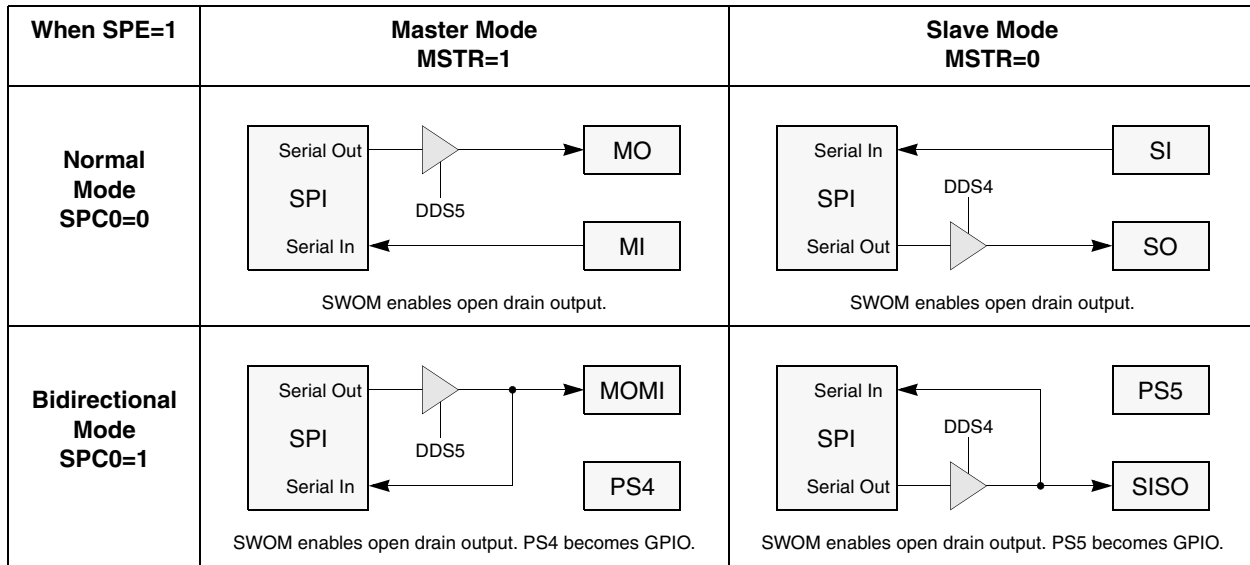 When SPE=1
Master Mode
MSTR=1
Slave Mode
MSTR=0
Normal
Mode
SPC0=0
Serial Out
SPI
Serial In
DDS5
MO
MI
SWOM enables open drain output.
Serial In
SPI
Serial Out
DDS4
SI
SO
SWOM enables open drain output.
Bidirectional
Mode
SPC0=1
Serial Out
SPI
Serial In
DDS5
MOMI
PS4
SWOM enables open drain output. PS4 becomes GPIO.
Serial In
SPI
Serial Out
DDS4
PS5
SISO
SWOM enables open drain output. PS5 becomes GPIO.